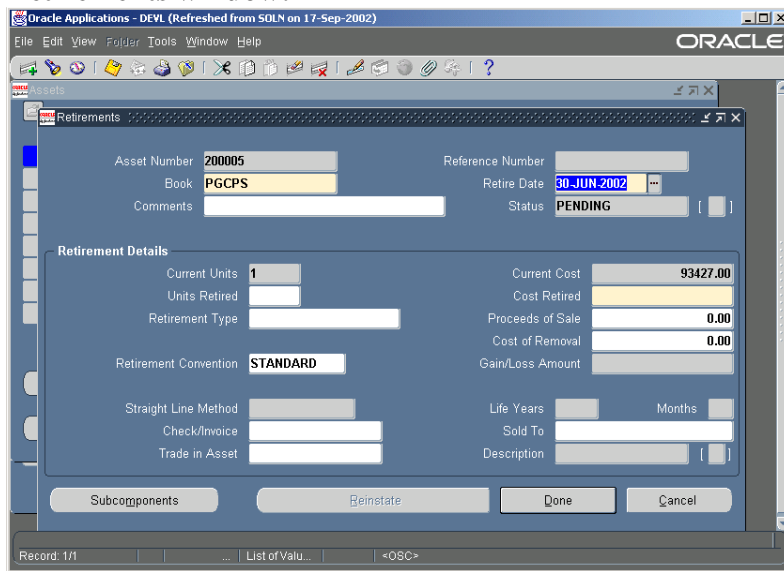 Oracle Applications - DEVL (Refreshed from SOLN on 17-Sep-2002)
File Edit View Folder Tools Window Help
ORACLE
Assets
Retirements
Asset Number 200005 Reference Number
Book PGCPS Retire Date 30-JUN-2002 ...
Comments Status PENDING [ ]
Retirement Details
Current Units 1 Current Cost 93427.00
Units Retired Cost Retired
Retirement Type Proceeds of Sale 0.00
Cost of Removal 0.00
Retirement Convention STANDARD Gain/Loss Amount
Straight Line Method Life Years Months
Check/Invoice Sold To
Trade in Asset Description [ ]
Subcomponents Reinstate Done Cancel
Record: 1/1 ... List of Valu... <OSC>